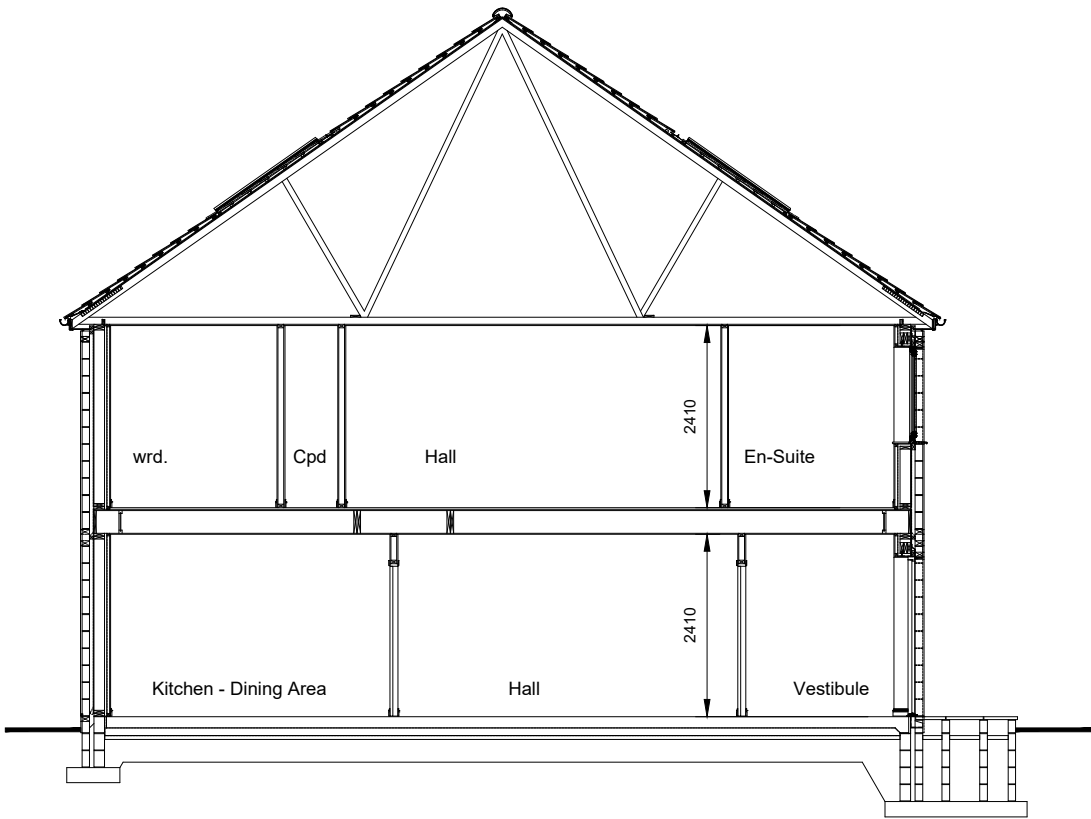 2410
wrd.
Cpd
Hall
En-Suite
2410
Kitchen - Dining Area
Hall
Vestibule